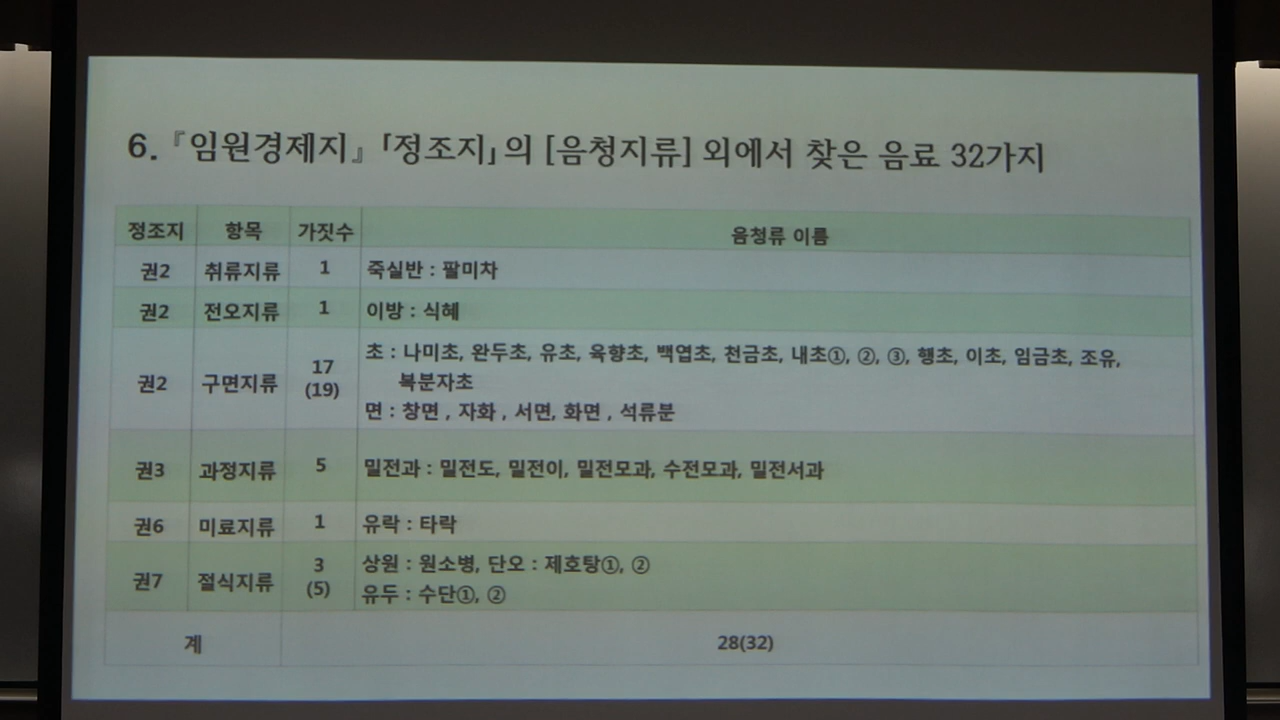 6. 『임원경제지』 「정조지」의 [음청지류] 외에서 찾은 음료 32가지
정조지 항목 가짓수 음청류 이름
권2 취류지류 1 죽실반 : 팔미차
권2 전오지류 1 이방 : 식혜
권2 구면지류 17 (19) 초 : 나미초, 완두초, 유초, 육향초, 백엽초, 천금초, 내초①, ②, ③, 행초, 이초, 임금초, 조유,
복분자초
면 : 창면 , 자화 , 서면, 화면 , 석류분
권3 과정지류 5 밀전과 : 밀전도, 밀전이, 밀전모과, 수전모과, 밀전서과
권6 미료지류 1 유락 : 타락
권7 절식지류 3 (5) 상원 : 원소병, 단오 : 제호탕①, ②
유두 : 수단①, ②
계 28(32)